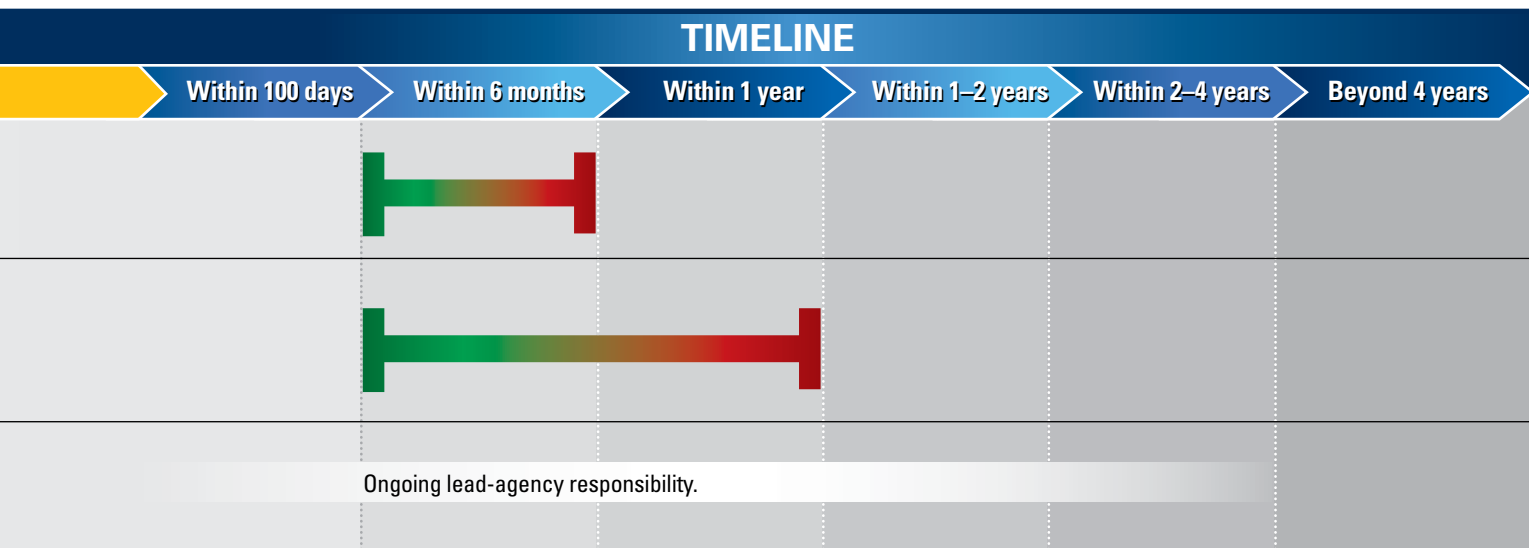 TIMELINE
Within 100 days
Within 6 months
Within 1 year
Within 1–2 years
Within 2–4 years
Beyond 4 years
Ongoing lead-agency responsibility.